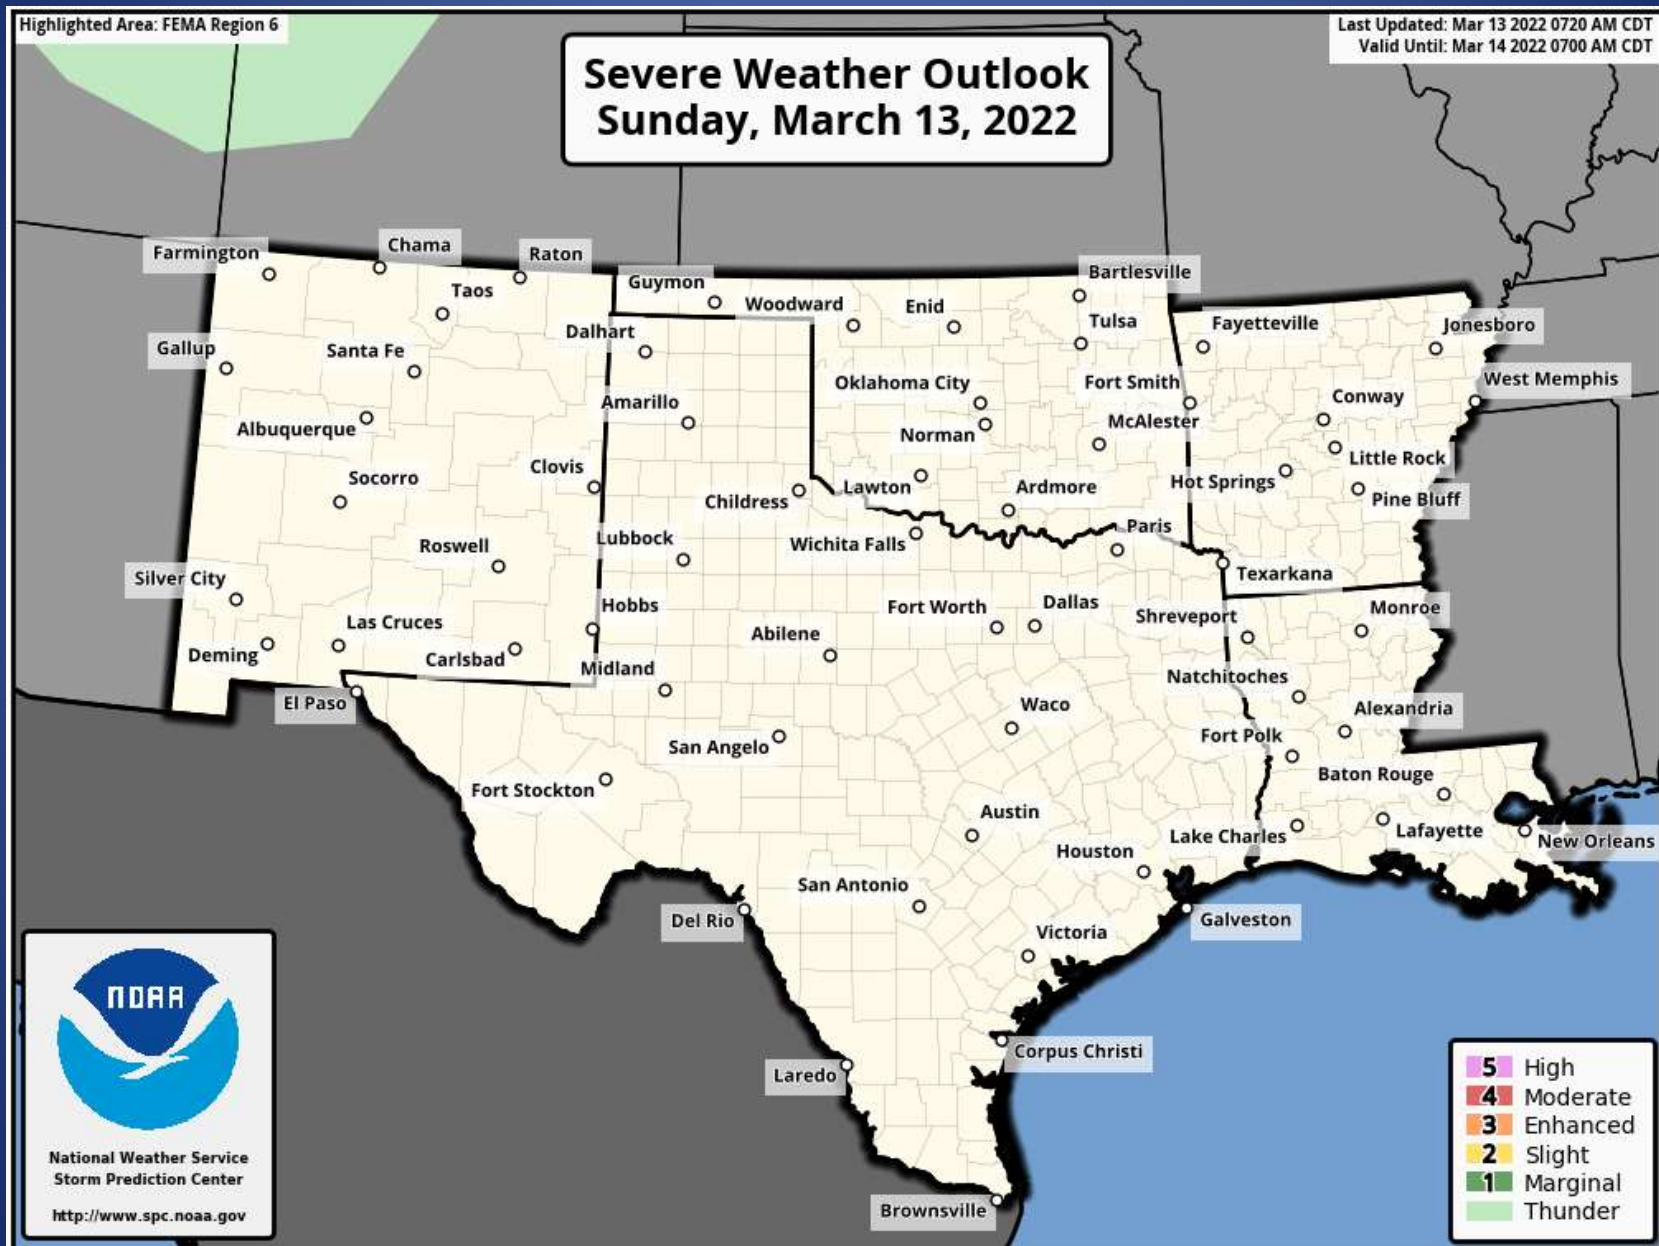 Highlighted Area: FEMA Region 6
Last Updated: Mar 13 2022 0720 AM CDT
Valid Until: Mar 14 2022 0700 AM CDT
Severe Weather Outlook
Sunday, March 13, 2022
Farmington
Chama
Raton
Taos
Guymon
Woodward
Enid
Bartlesville
Tulsa
Fayetteville
Jonesboro
Gallup
Santa Fe
Dalhart
Oklahoma City
Fort Smith
West Memphis
Amarillo
Conway
Albuquerque
Norman
McAlester
Little Rock
Socorro
Clovis
Childress
Lawton
Ardmore
Hot Springs
Pine Bluff
Roswell
Lubbock
Wichita Falls
Paris
Texarkana
Silver City
Las Cruces
Hobbs
Fort Worth
Dallas
Shreveport
Monroe
Deming
Carlsbad
Midland
Abilene
Natchitoches
El Paso
San Angelo
Waco
Fort Polk
Alexandria
Fort Stockton
Baton Rouge
Austin
Lake Charles
Lafayette
New Orleans
Houston
San Antonio
Del Rio
Victoria
Galveston
Corpus Christi
Laredo
Brownsville
NOAA
National Weather Service
Storm Prediction Center
http://www.spc.noaa.gov
5 High
4 Moderate
3 Enhanced
2 Slight
1 Marginal
Thunder